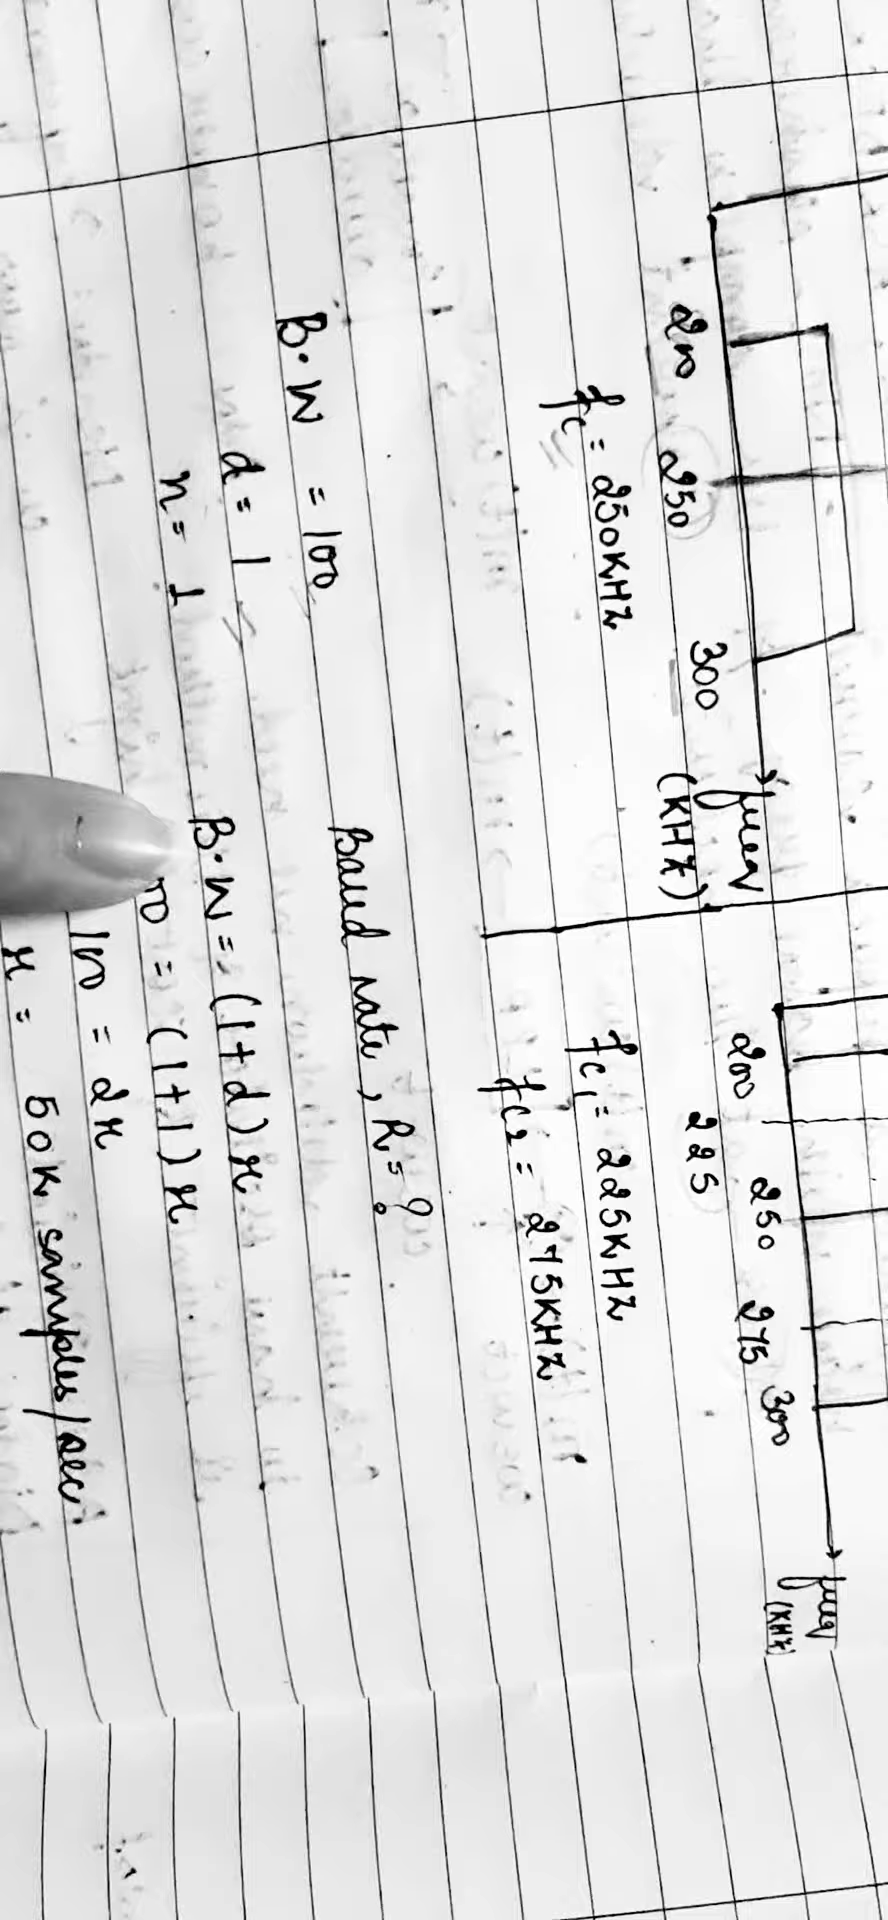 200 250 300 freq
(KHz)
fc = 250KHz
200 225 250 275 300 freq
(KHz)
fc1 = 225KHz
fc2 = 275KHz
B.W = 100
d = 1
r = 1
Baud rate, R = ?
B.W = (1+d) r
= (1+1) r
100 = 2r
r = 50K samples/sec.